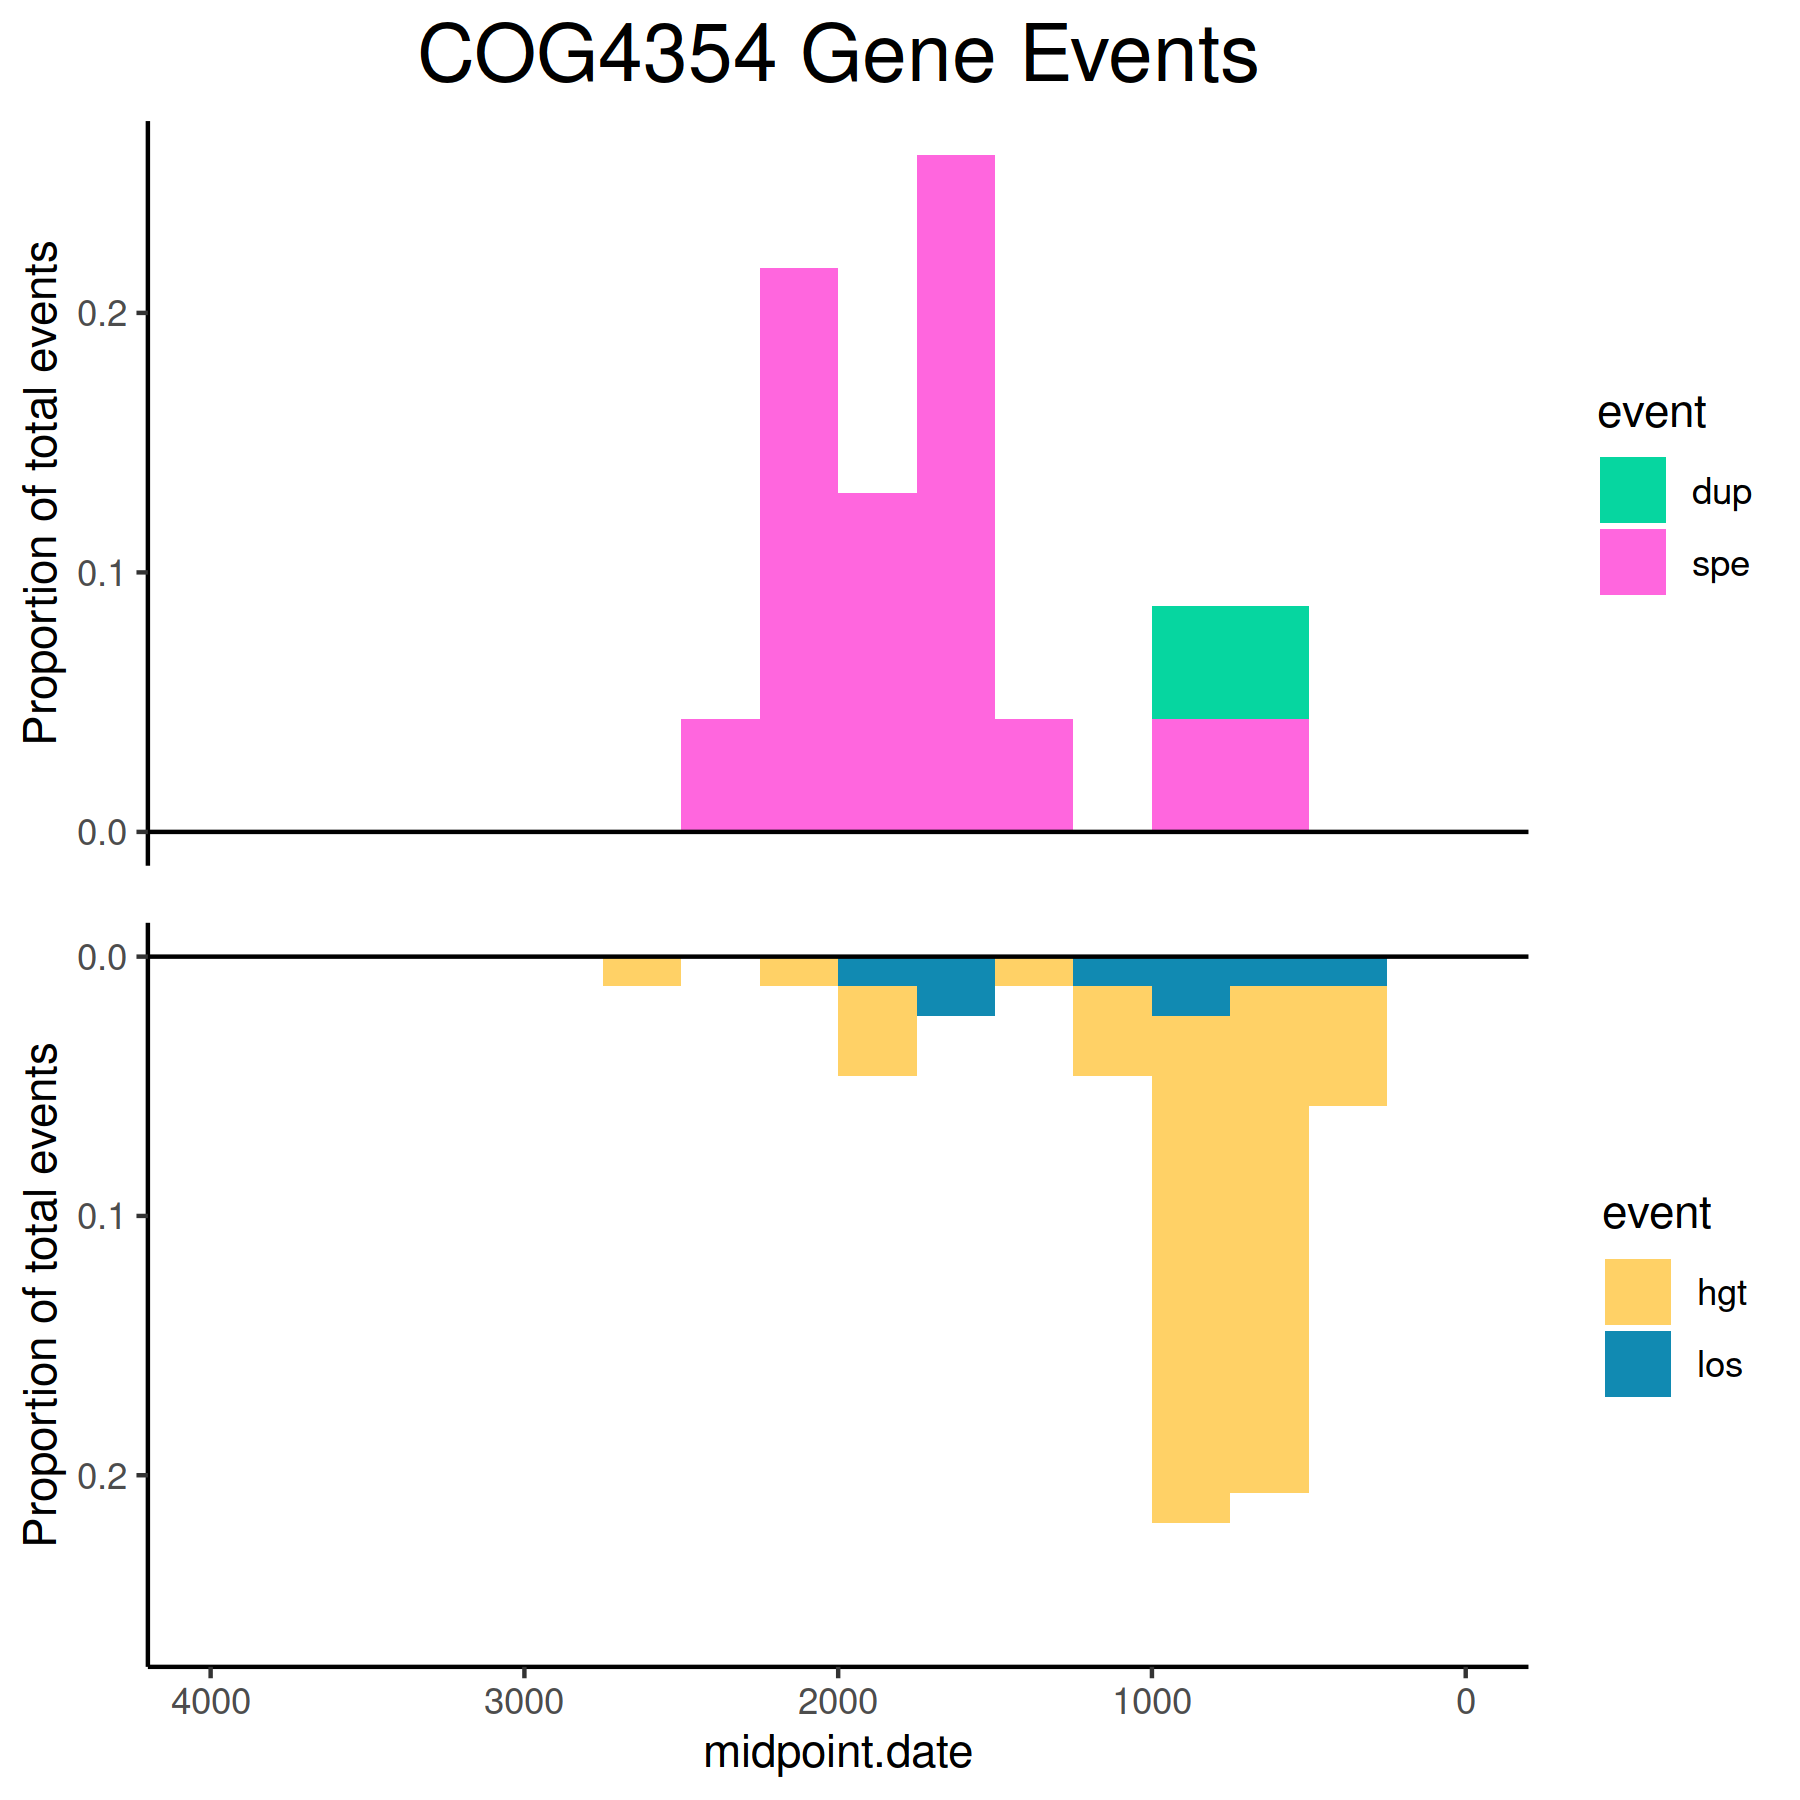 COG4354 Gene Events
Proportion of total events
0.2
0.1
0.0
event
dup
spe
Proportion of total events
0.0
0.1
0.2
event
hgt
los
4000 3000 2000 1000 0
midpoint.date